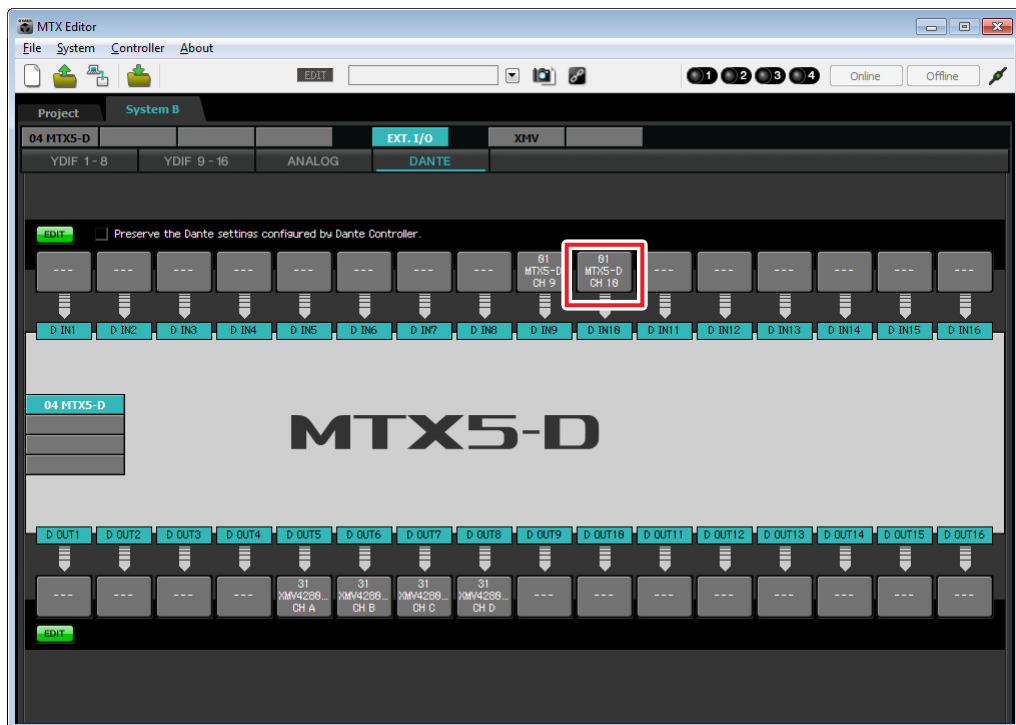 MTX Editor
File System Controller About
EDIT 1 2 3 4 Online Offline
Project System B
04 MTX5-D EXT. I/O XMV
YDIF 1 - 8 YDIF 9 - 16 ANALOG DANTE
EDIT Preserve the Dante settings configured by Dante Controller.
--- --- --- --- --- --- --- --- 01 MTX5-D CH 9 01 MTX5-D CH 10 --- --- --- --- --- ---
D IN1 D IN2 D IN3 D IN4 D IN5 D IN6 D IN7 D IN8 D IN9 D IN10 D IN11 D IN12 D IN13 D IN14 D IN15 D IN16
04 MTX5-D
MTX5-D
D OUT1 D OUT2 D OUT3 D OUT4 D OUT5 D OUT6 D OUT7 D OUT8 D OUT9 D OUT10 D OUT11 D OUT12 D OUT13 D OUT14 D OUT15 D OUT16
--- --- --- --- 31 XMV4280... CH A 31 XMV4280... CH B 31 XMV4280... CH C 31 XMV4280... CH D --- --- --- --- --- --- --- ---
EDIT